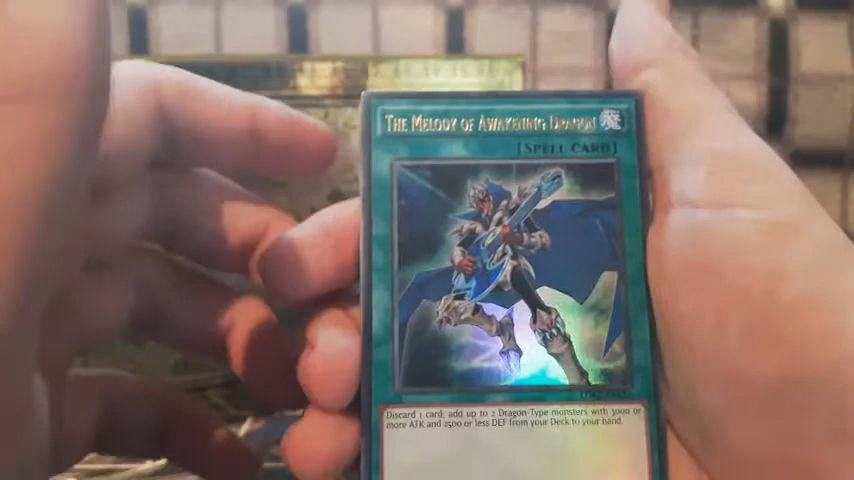 The Melody of Awakening Dragon
[Spell Card]
Discard 1 card; add up to 2 Dragon-Type monsters with 3000 or
more ATK and 2500 or less DEF from your Deck to your hand.